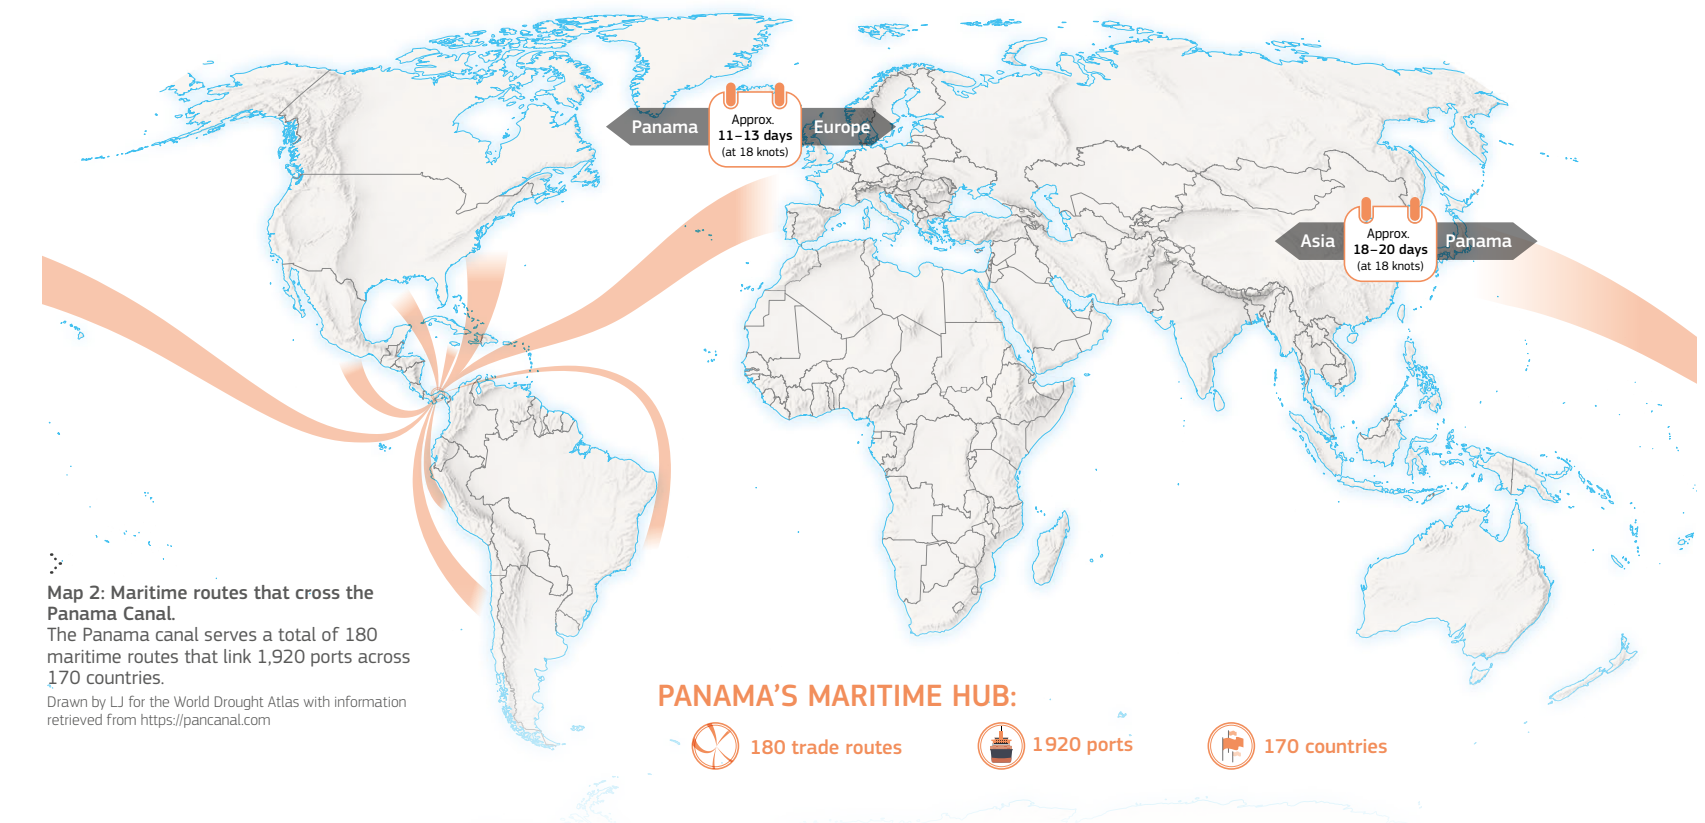 Panama
Approx.
11–13 days
(at 18 knots)
Europe
Asia
Approx.
18–20 days
(at 18 knots)
Panama
Map 2: Maritime routes that cross the
Panama Canal.
The Panama canal serves a total of 180
maritime routes that link 1,920 ports across
170 countries.
Drawn by LJ for the World Drought Atlas with information
retrieved from https://pancanal.com
PANAMA’S MARITIME HUB:
180 trade routes
1920 ports
170 countries